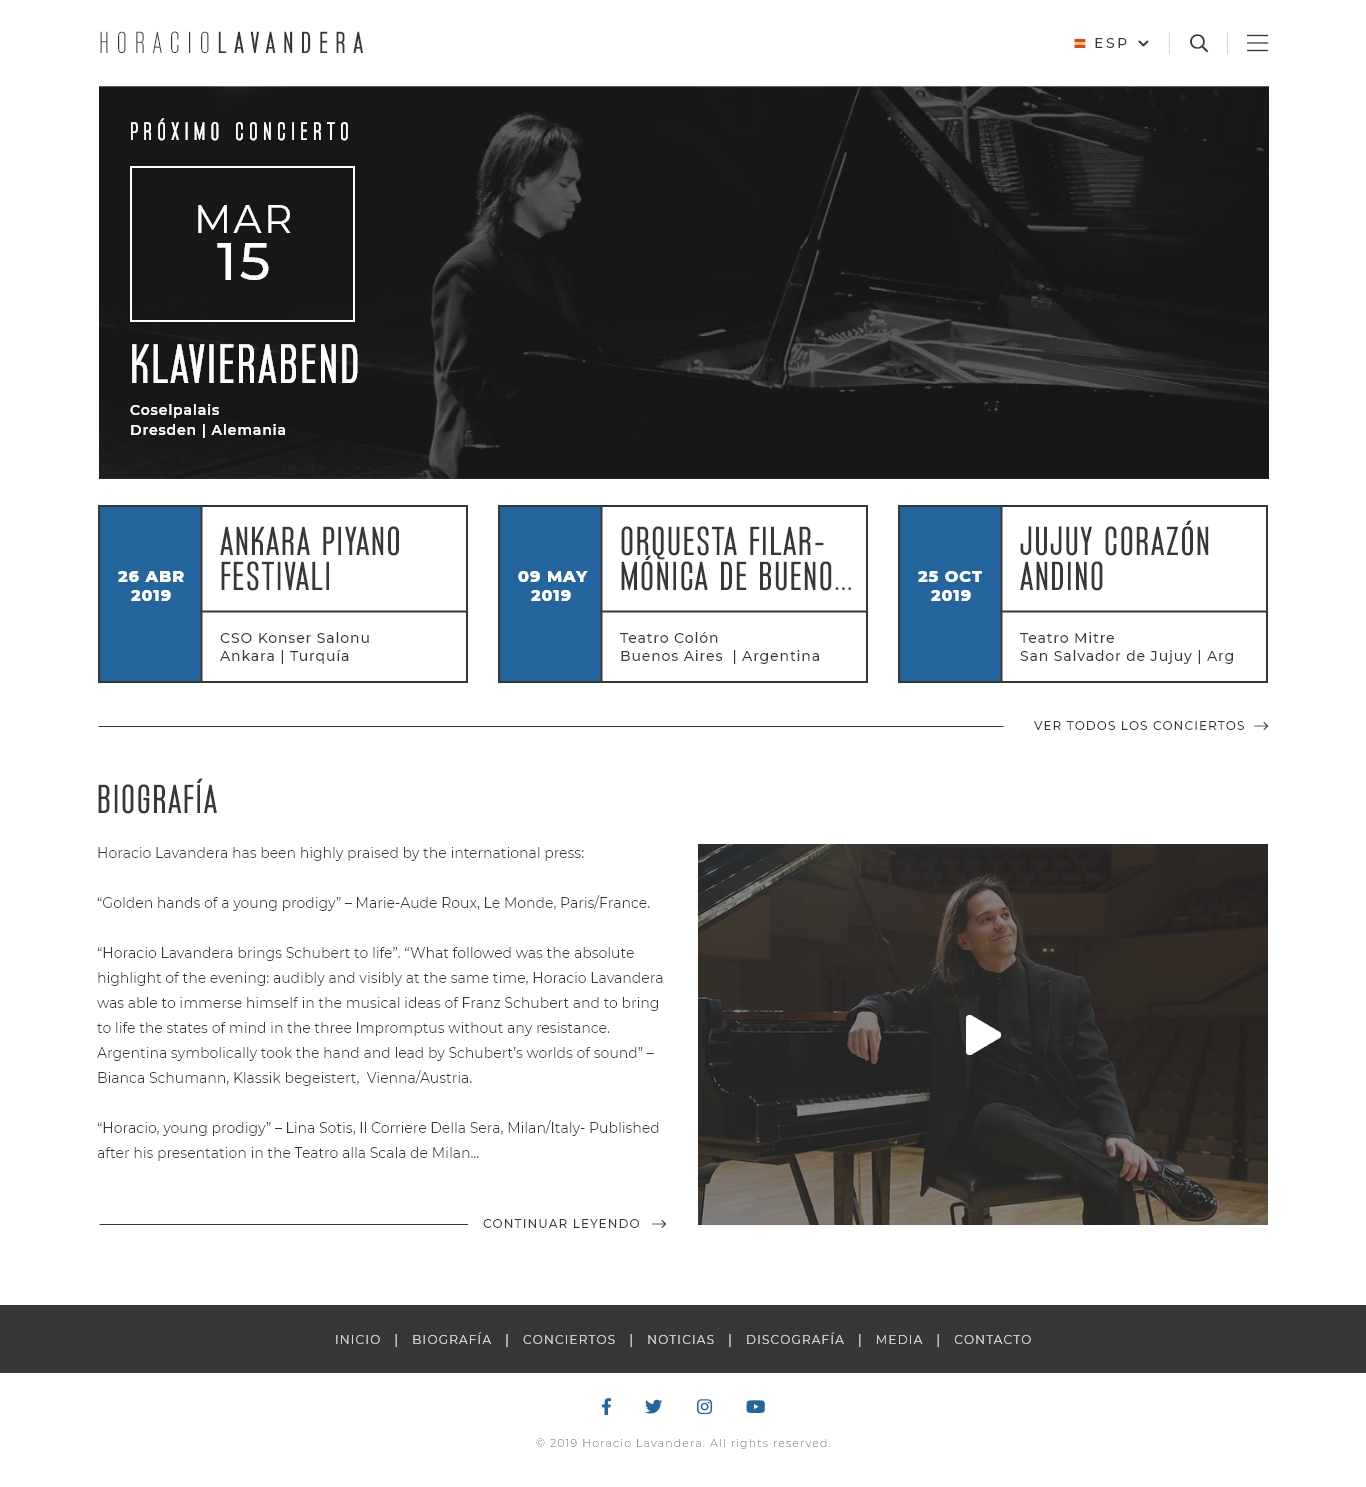 HORACIOLAVANDERA
ESP
PRÓXIMO CONCIERTO
MAR
15
KLAVIERABEND
Coselpalais
Dresden | Alemania
26 ABR
2019
ANKARA PIYANO
FESTIVALI
CSO Konser Salonu
Ankara | Turquía
09 MAY
2019
ORQUESTA FILAR-
MÓNICA DE BUENO...
Teatro Colón
Buenos Aires | Argentina
25 OCT
2019
JUJUY CORAZÓN
ANDINO
Teatro Mitre
San Salvador de Jujuy | Arg
VER TODOS LOS CONCIERTOS
BIOGRAFÍA
Horacio Lavandera has been highly praised by the international press:
“Golden hands of a young prodigy” – Marie-Aude Roux, Le Monde, Paris/France.
“Horacio Lavandera brings Schubert to life”. “What followed was the absolute
highlight of the evening: audibly and visibly at the same time, Horacio Lavandera
was able to immerse himself in the musical ideas of Franz Schubert and to bring
to life the states of mind in the three Impromptus without any resistance.
Argentina symbolically took the hand and lead by Schubert’s worlds of sound” –
Bianca Schumann, Klassik begeistert, Vienna/Austria.
“Horacio, young prodigy” – Lina Sotis, Il Corriere Della Sera, Milan/Italy- Published
after his presentation in the Teatro alla Scala de Milan...
CONTINUAR LEYENDO
INICIO | BIOGRAFÍA | CONCIERTOS | NOTICIAS | DISCOGRAFÍA | MEDIA | CONTACTO
© 2019 Horacio Lavandera. All rights reserved.